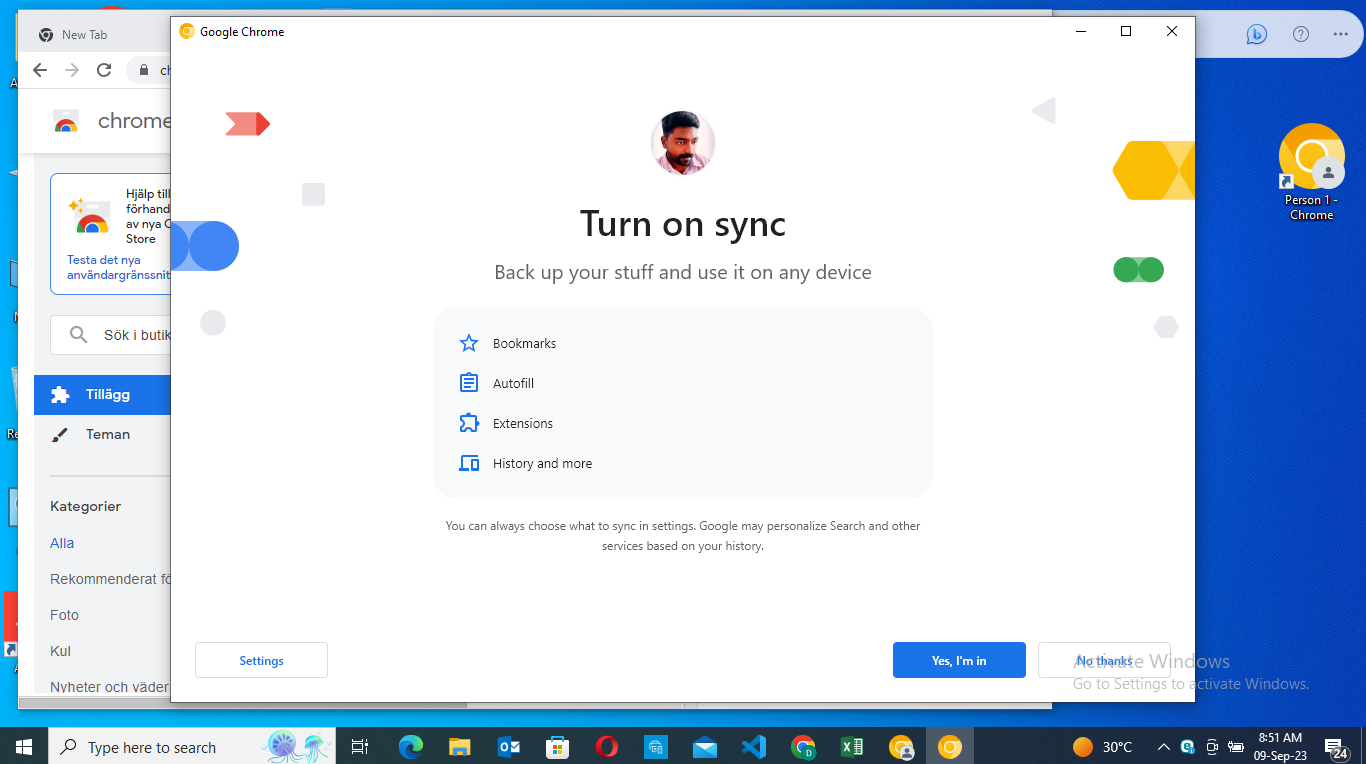 New Tab
Google Chrome
chrome
Hjälp till
förhand
av nya
Store
Testa det nya
användargränssnit
Sök i butik
Tillägg
Teman
Kategorier
Alla
Rekommenderat fö
Foto
Kul
Nyheter och väder
Turn on sync
Back up your stuff and use it on any device
Bookmarks
Autofill
Extensions
History and more
You can always choose what to sync in settings. Google may personalize Search and other
services based on your history.
Settings
Yes, I'm in
No thanks
Person 1 -
Chrome
Activate Windows
Go to Settings to activate Windows.
Type here to search
30°C
8:51 AM
09-Sep-23
24